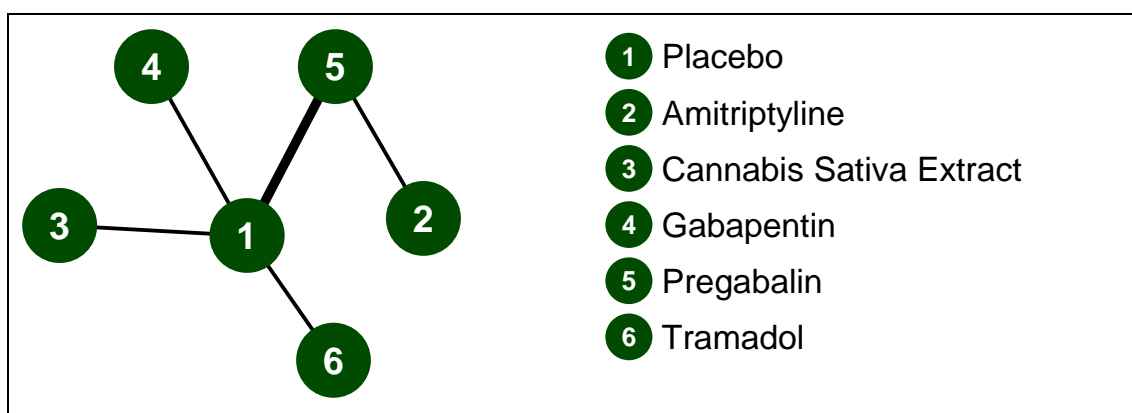 4
5
3
1
2
6
1 Placebo
2 Amitriptyline
3 Cannabis Sativa Extract
4 Gabapentin
5 Pregabalin
6 Tramadol